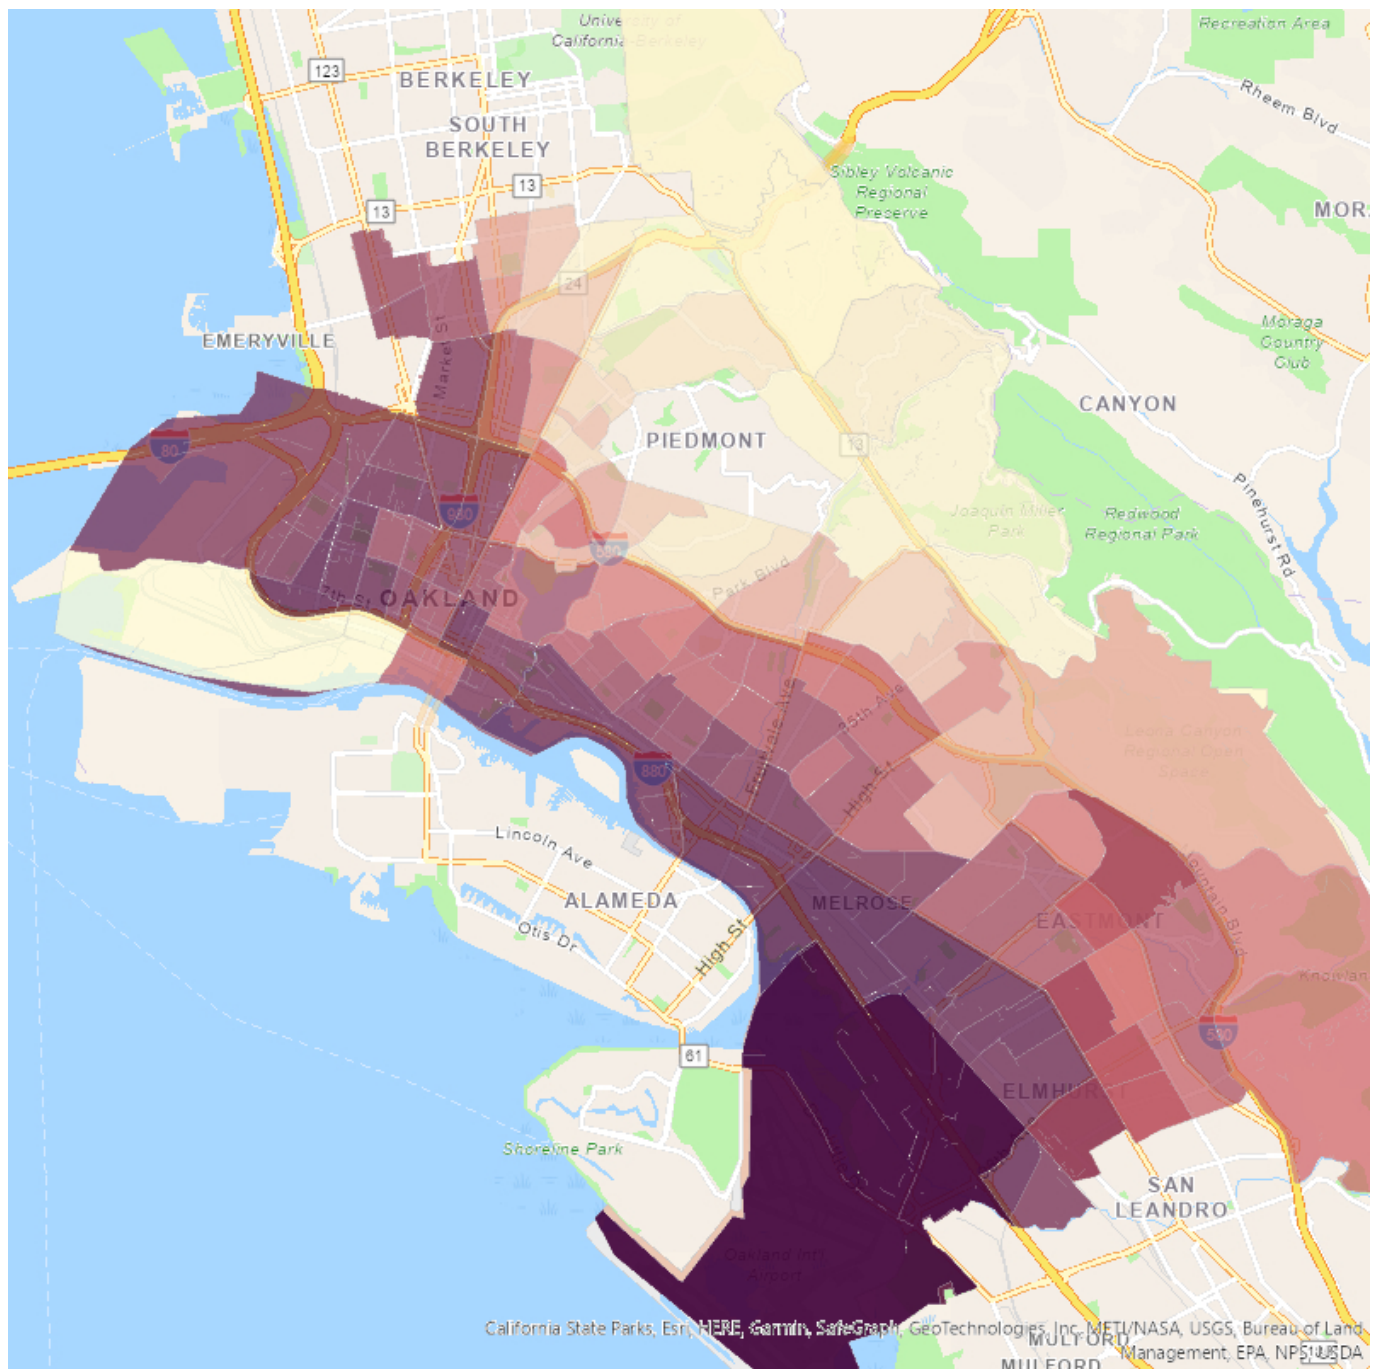 Univer of
California-Berkeley
Recreation Area
123
BERKELEY
Rheem Blvd
SOUTH
BERKELEY
13
13
Sibley Volcanic
Regional
Preserve
MOR
24
Market St
EMERYVILLE
Moraga
Country
Club
CANYON
80
PIEDMONT
13
980
Pinehurst Rd
Joaquin Miller
Park
Redwood
Regional Park
580
7th St
OAKLAND
Park Blvd
35th Ave
Fruitvale Ave
Leona Canyon
Regional Open
Space
880
High St
Lincoln Ave
ALAMEDA
MELROSE
Mountain Blvd
Otis Dr
High St
EASTMONT
Knowlan
580
61
ELMHURST
Shoreline Park
SAN
LEANDRO
Oakland Int'l
Airport
California State Parks, Esri, HERE, Garmin, SafeGraph, GeoTechnologies, Inc, METI/NASA, USGS, Bureau of Land
Management, EPA, NPS, USDA
MULFORD
MULFORD